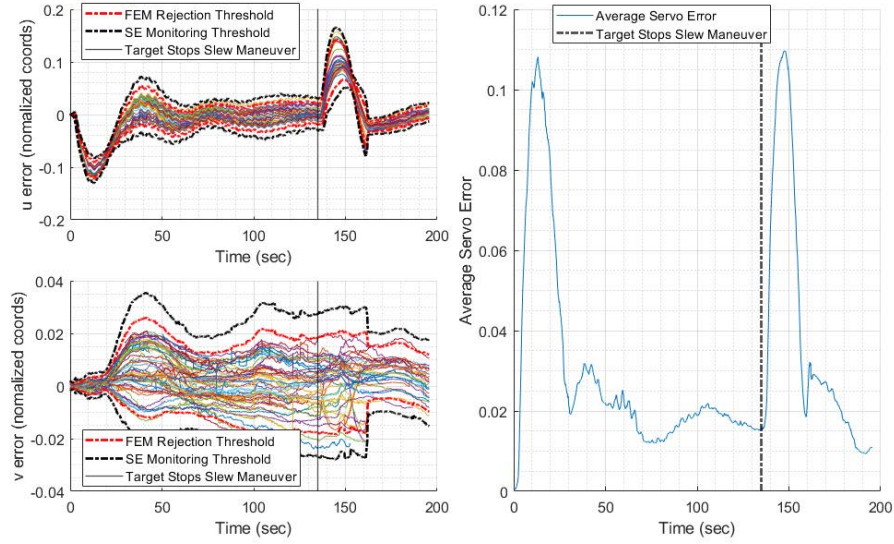 FEM Rejection Threshold
SE Monitoring Threshold
Target Stops Slew Maneuver
0.2
0.1
0
-0.1
-0.2
u error (nomalized coords)
0
50
100
150
200
Time (sec)
0.04
0.02
0
-0.02
-0.04
v error (nomalized coords)
FEM Rejection Threshold
SE Monitoring Threshold
Target Stops Slew Maneuver
0
50
100
150
200
Time (sec)
Average Servo Error
Target Stops Slew Maneuver
0.12
0.1
0.08
0.06
0.04
0.02
0
Average Servo Error
0
50
100
150
200
Time (sec)